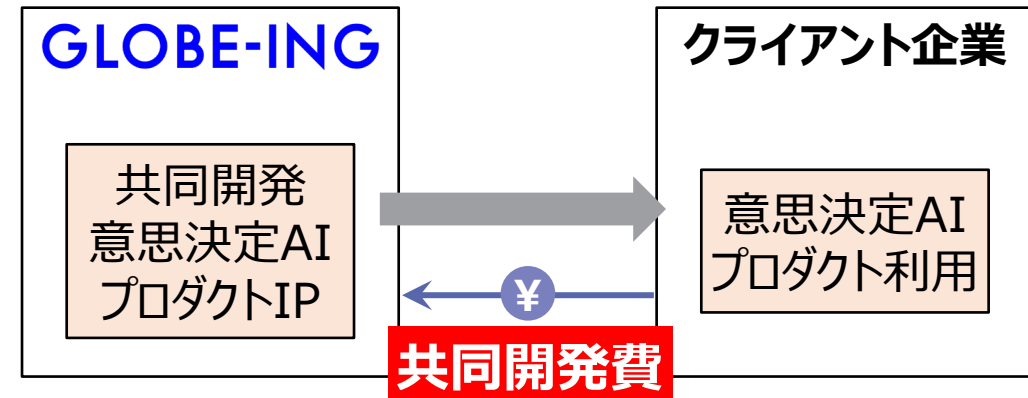 GLOBE-ING
クライアント企業
共同開発
意思決定AI
プロダクトIP
意思決定AI
プロダクト利用
¥
共同開発費